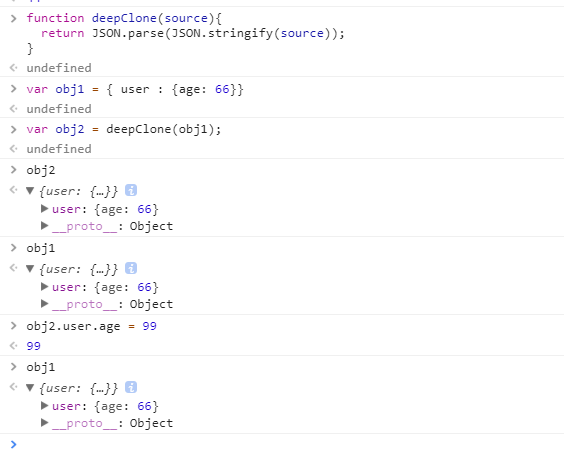 function deepClone(source){
return JSON.parse(JSON.stringify(source));
}
undefined
var obj1 = { user : {age: 66}}
undefined
var obj2 = deepClone(obj1);
undefined
obj2
{user: {…}} i
user: {age: 66}
__proto__: Object
obj1
{user: {…}} i
user: {age: 66}
__proto__: Object
obj2.user.age = 99
99
obj1
{user: {…}} i
user: {age: 66}
__proto__: Object